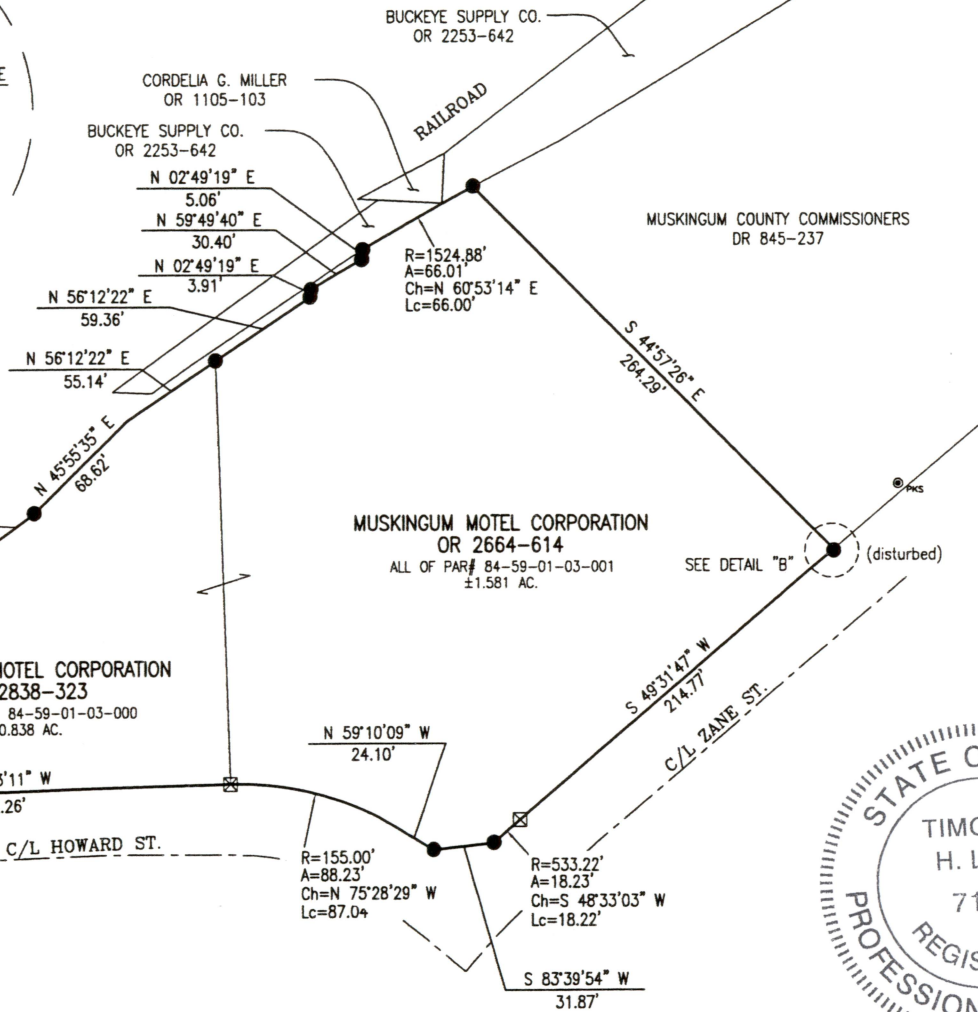 BUCKEYE SUPPLY CO.
OR 2253-642
E
CORDELIA G. MILLER
OR 1105-103
RAILROAD
BUCKEYE SUPPLY CO.
OR 2253-642
N 02°49'19" E
5.06'
N 59°49'40" E
30.40'
N 02°49'19" E
3.91'
N 56°12'22" E
59.36'
N 56°12'22" E
55.14'
N 45°55'35" E
68.62'
R=1524.88'
A=66.01'
Ch=N 60°53'14" E
Lc=66.00'
MUSKINGUM COUNTY COMMISSIONERS
DR 845-237
S 44°57'26" E
264.29'
PKS
MUSKINGUM MOTEL CORPORATION
OR 2664-614
ALL OF PAR# 84-59-01-03-001
±1.581 AC.
SEE DETAIL "B"
(disturbed)
S 49°31'47" W
214.77'
C/L ZANE ST.
OTEL CORPORATION
2838-323
84-59-01-03-000
0.838 AC.
'11" W
.26'
C/L HOWARD ST.
N 59°10'09" W
24.10'
R=155.00'
A=88.23'
Ch=N 75°28'29" W
Lc=87.04
R=533.22'
A=18.23'
Ch=S 48°33'03" W
Lc=18.22'
S 83°39'54" W
31.87'
STATE O
TIMO
H. L
71
REGIS
PROFESSION